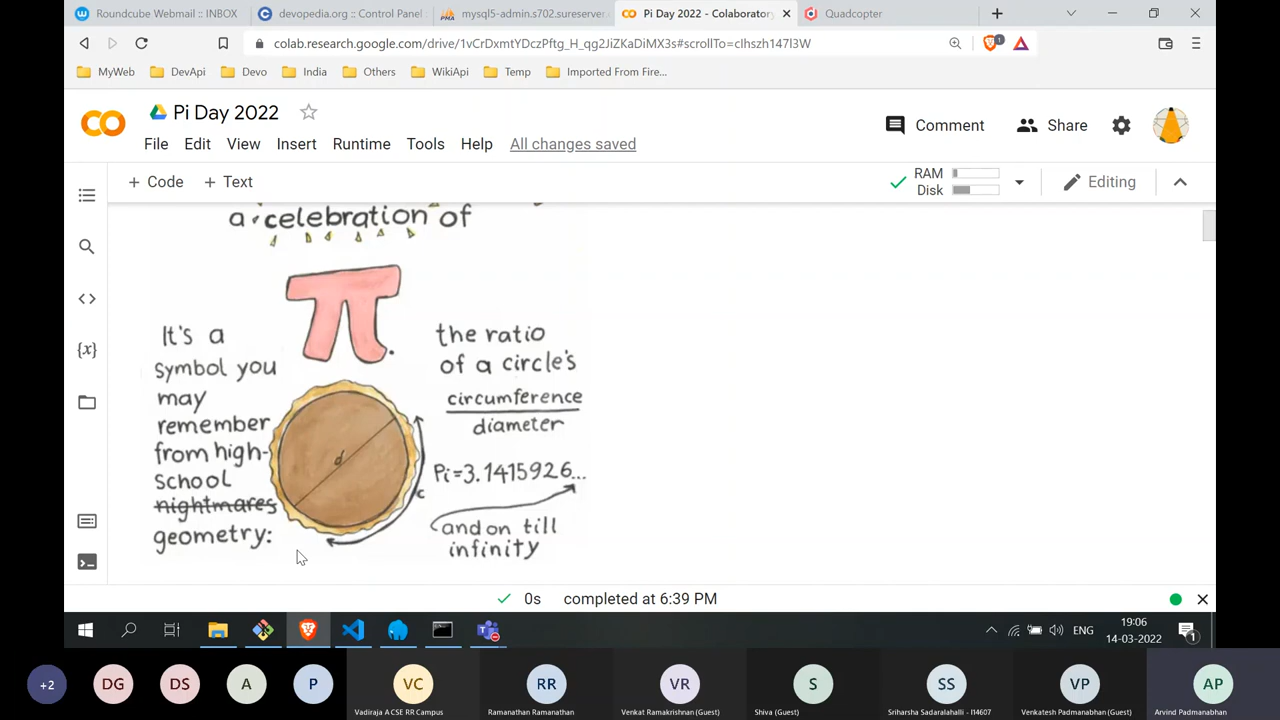 Roundcube Webmail :: INBOX
devopedia.org :: Control Panel
mysql5-admin.s702.sureserver.
Pi Day 2022 - Colaboratory
Quadcopter
colab.research.google.com/drive/1vCrDxmtYDczPftg_H_qg2JiZKaDiMX3s#scrollTo=cIhszh147l3W
1
MyWeb
DevApi
Devo
India
Others
WikiApi
Temp
Imported From Fire...
Pi Day 2022
Comment
Share
File Edit View Insert Runtime Tools Help All changes saved
+ Code + Text
RAM
Disk
Editing
a celebration of
π.
It's a
symbol you
may
remember
from high-
school
nightmares
geometry:
d
c
the ratio
of a circle's
circumference
diameter
Pi=3.1415926...
and on till
infinity
0s completed at 6:39 PM
ENG
19:06
14-03-2022
1
+2
DG
DS
A
P
VC
Vadiraja A CSE RR Campus
RR
Ramanathan Ramanathan
VR
Venkat Ramakrishnan (Guest)
S
Shiva (Guest)
SS
Sriharsha Sadaralahalli - I14607
VP
Venkatesh Padmanabhan (Guest)
AP
Arvind Padmanabhan